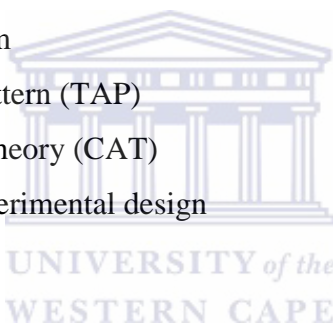 ttern (TAP)
heory (CAT)
erimental design
UNIVERSITY of the
WESTERN CAPE